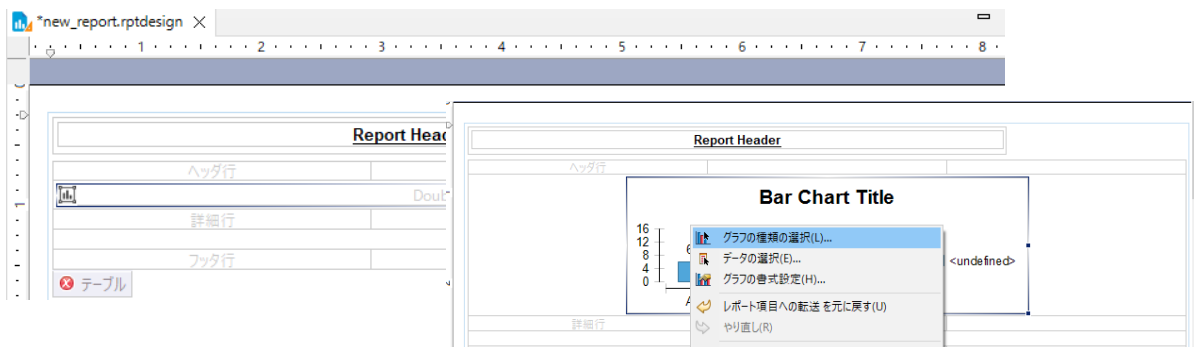 *new_report.rptdesign
1 2 3 4 5 6 7 8
Report Head
ヘッダ行
Doub
詳細行
フッタ行
テーブル
Report Header
ヘッダ行
Bar Chart Title
16
12
8
4
0
6
A
グラフの種類の選択(L)...
データの選択(E)...
グラフの書式設定(H)...
レポート項目への転送 を元に戻す(U)
やり直し(R)
<undefined>
詳細行